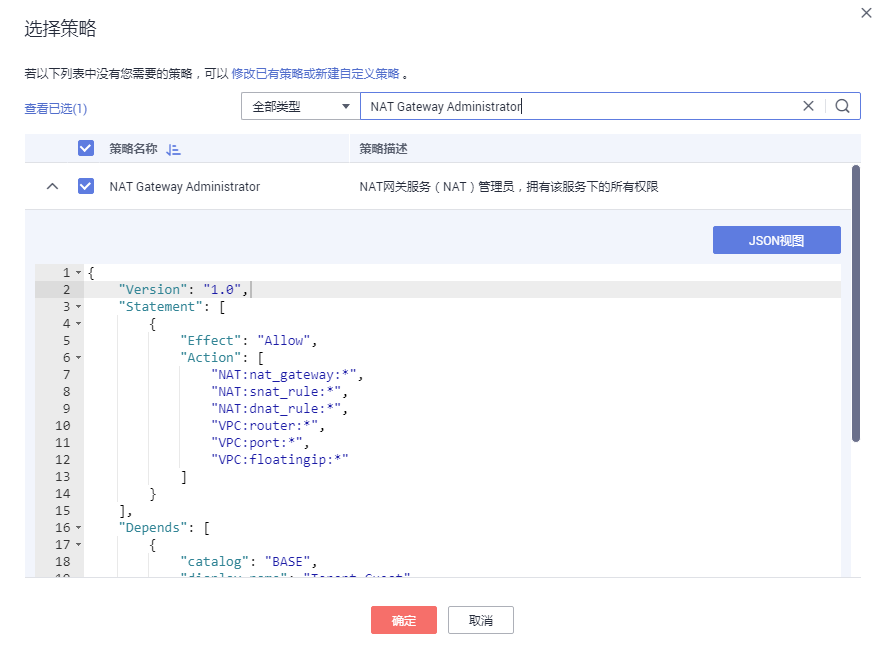 选择策略
若以下列表中没有您需要的策略，可以 修改已有策略或新建自定义策略 。
查看已选(1) 全部类型 NAT Gateway Administrator
策略名称 策略描述
NAT Gateway Administrator NAT网关服务（NAT）管理员，拥有该服务下的所有权限
JSON视图
1 {
2 "Version": "1.0",
3 "Statement": [
4 {
5 "Effect": "Allow",
6 "Action": [
7 "NAT:nat_gateway:*",
8 "NAT:snat_rule:*",
9 "NAT:dnat_rule:*",
10 "VPC:router:*",
11 "VPC:port:*",
12 "VPC:floatingip:*"
13 ]
14 }
15 ],
16 "Depends": [
17 {
18 "catalog": "BASE",
19 "display_name": "Tenant Guest"
确定 取消